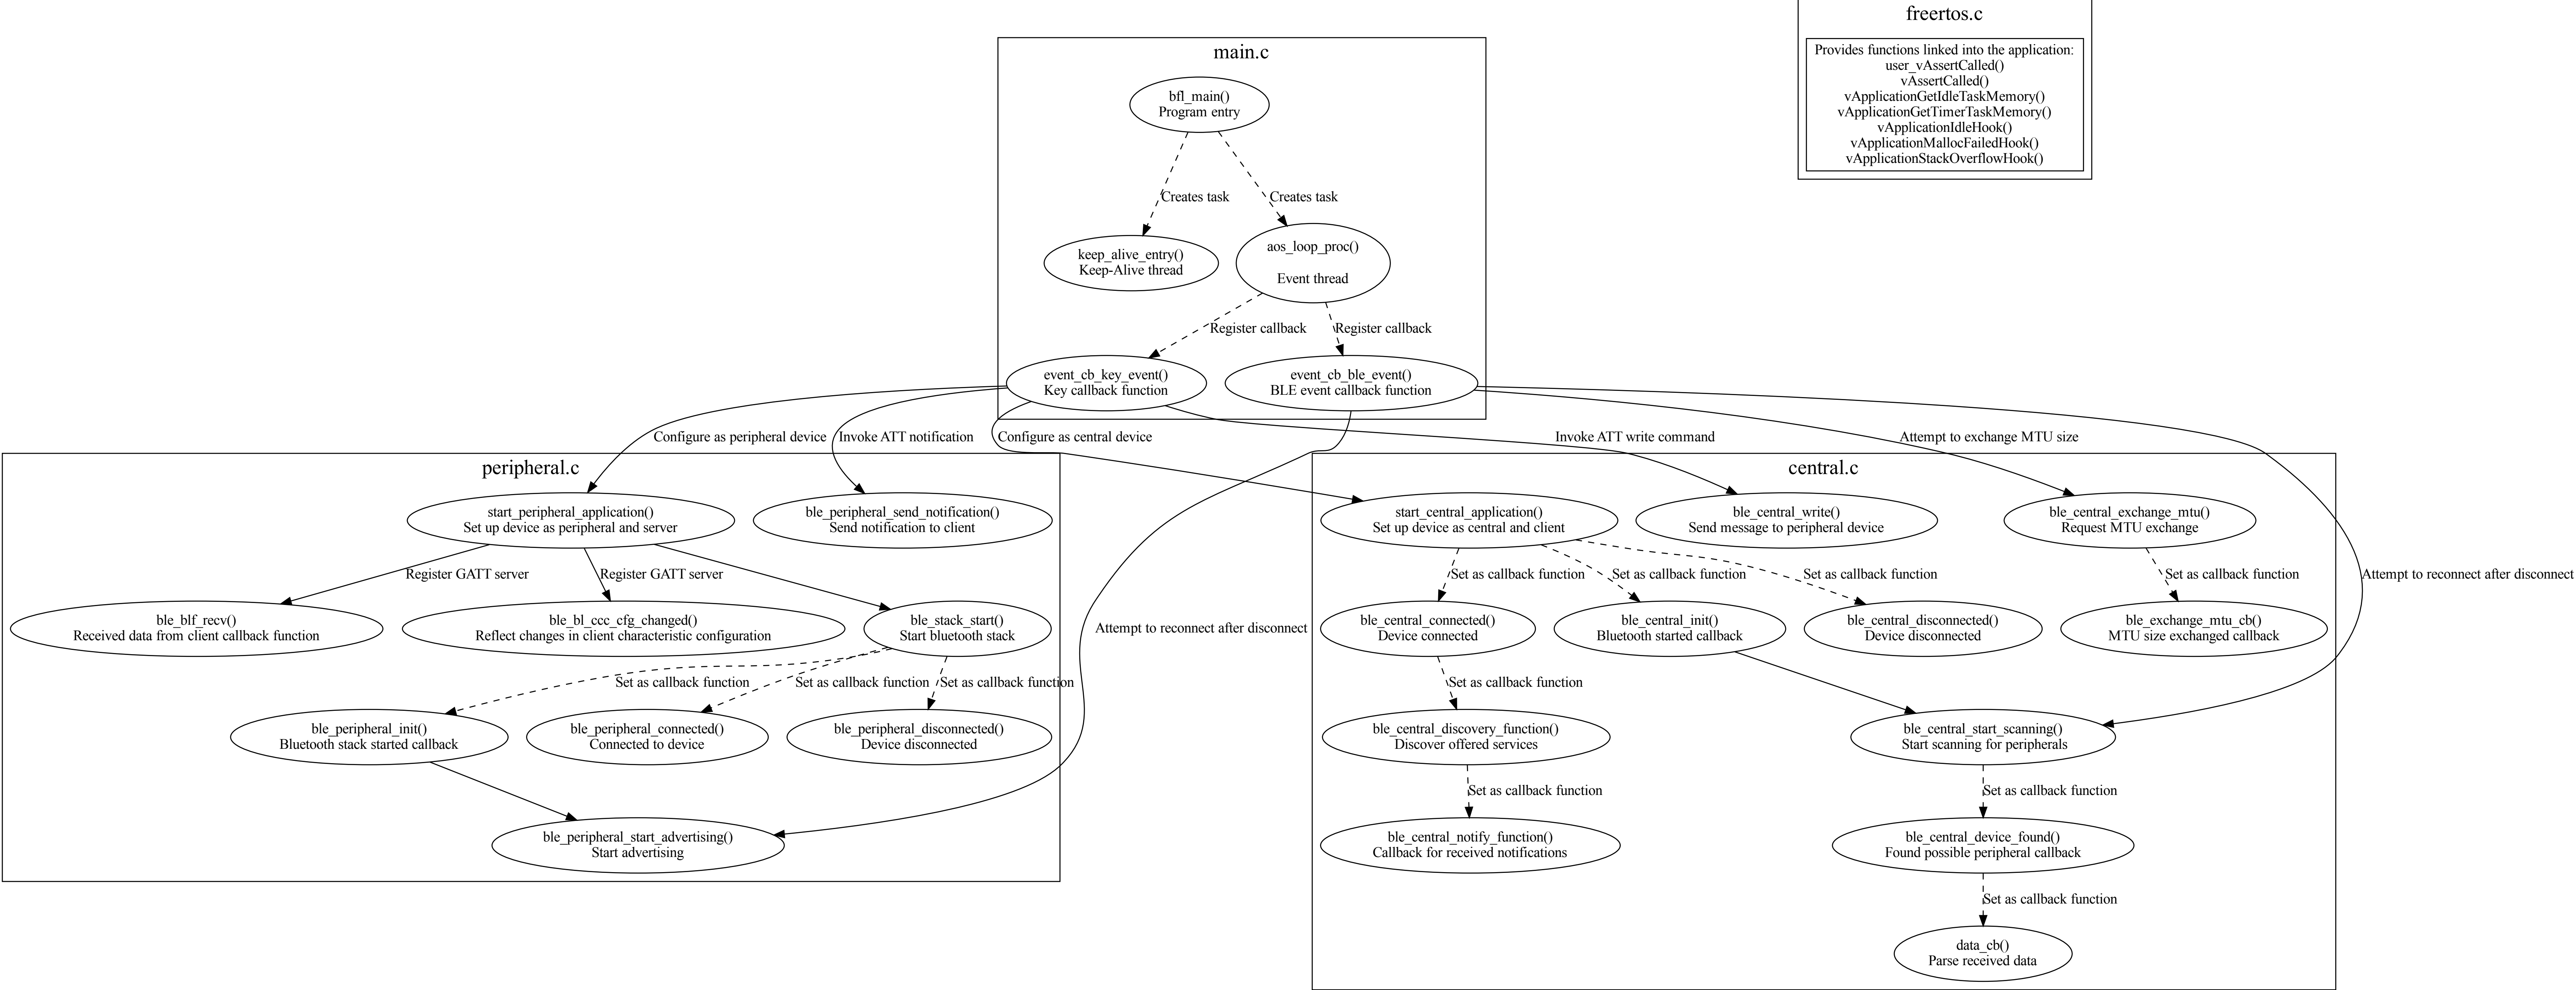 freertos.c
Provides functions linked into the application:
user_vAssertCalled()
vAssertCalled()
vApplicationGetIdleTaskMemory()
vApplicationGetTimerTaskMemory()
vApplicationIdleHook()
vApplicationMallocFailedHook()
vApplicationStackOverflowHook()
main.c
bfl_main()
Program entry
Creates task
Creates task
keep_alive_entry()
Keep-Alive thread
aos_loop_proc()
Event thread
Register callback
Register callback
event_cb_key_event()
Key callback function
event_cb_ble_event()
BLE event callback function
Configure as peripheral device
Invoke ATT notification
Configure as central device
Invoke ATT write command
Attempt to exchange MTU size
peripheral.c
start_peripheral_application()
Set up device as peripheral and server
ble_peripheral_send_notification()
Send notification to client
Register GATT server
Register GATT server
ble_blf_recv()
Received data from client callback function
ble_bl_ccc_cfg_changed()
Reflect changes in client characteristic configuration
ble_stack_start()
Start bluetooth stack
Set as callback function
Set as callback function
Set as callback function
ble_peripheral_init()
Bluetooth stack started callback
ble_peripheral_connected()
Connected to device
ble_peripheral_disconnected()
Device disconnected
ble_peripheral_start_advertising()
Start advertising
Attempt to reconnect after disconnect
central.c
start_central_application()
Set up device as central and client
ble_central_write()
Send message to peripheral device
ble_central_exchange_mtu()
Request MTU exchange
Set as callback function
Set as callback function
Set as callback function
Set as callback function
Attempt to reconnect after disconnect
ble_central_connected()
Device connected
ble_central_init()
Bluetooth started callback
ble_central_disconnected()
Device disconnected
ble_exchange_mtu_cb()
MTU size exchanged callback
Set as callback function
ble_central_discovery_function()
Discover offered services
ble_central_start_scanning()
Start scanning for peripherals
Set as callback function
Set as callback function
ble_central_notify_function()
Callback for received notifications
ble_central_device_found()
Found possible peripheral callback
Set as callback function
data_cb()
Parse received data